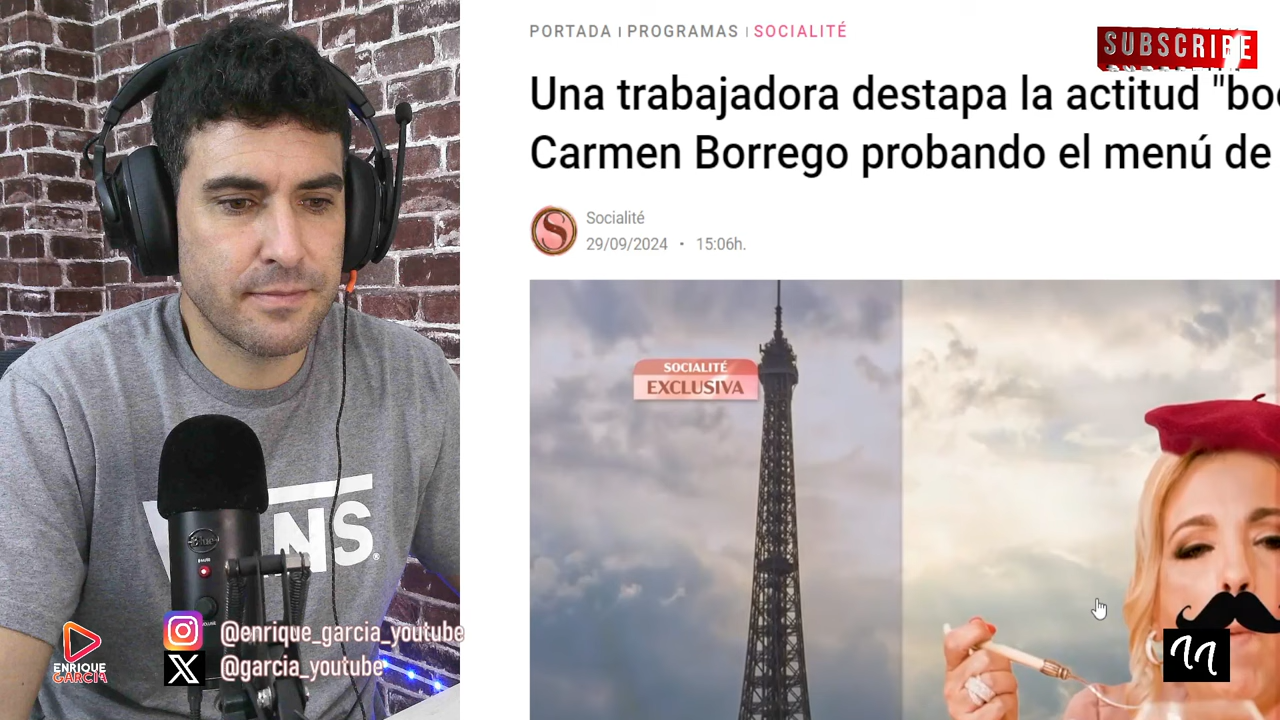 PORTADA | PROGRAMAS | SOCIALITÉ
SUBSCRIBE
Una trabajadora destapa la actitud "boc
Carmen Borrego probando el menú de
Socialité
29/09/2024 • 15:06h.
S
SOCIALITÉ
EXCLUSIVA
VANS
@enrique_garcia_youtube
@garcia_youtube
ENRIQUE
GARCIA